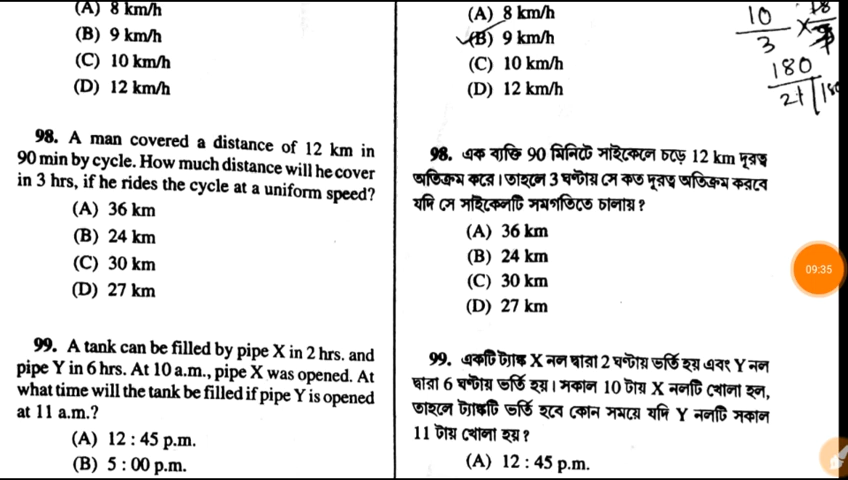 (A) 8 km/h
(B) 9 km/h
(C) 10 km/h
(D) 12 km/h
98. A man covered a distance of 12 km in
90 min by cycle. How much distance will he cover
in 3 hrs, if he rides the cycle at a uniform speed?
(A) 36 km
(B) 24 km
(C) 30 km
(D) 27 km
99. A tank can be filled by pipe X in 2 hrs. and
pipe Y in 6 hrs. At 10 a.m., pipe X was opened. At
what time will the tank be filled if pipe Y is opened
at 11 a.m.?
(A) 12 : 45 p.m.
(B) 5 : 00 p.m.
(A) 8 km/h
(B) 9 km/h
(C) 10 km/h
(D) 12 km/h
98. এক ব্যক্তি 90 মিনিটে সাইকেলে চড়ে 12 km দূরত্ব
অতিক্রম করে। তাহলে 3 ঘণ্টায় সে কত দূরত্ব অতিক্রম করবে
যদি সে সাইকেলটি সমগতিতে চালায় ?
(A) 36 km
(B) 24 km
(C) 30 km
(D) 27 km
99. একটি ট্যাঙ্ক X নল দ্বারা 2 ঘণ্টায় ভর্তি হয় এবং Y নল
দ্বারা 6 ঘণ্টায় ভর্তি হয়। সকাল 10 টায় X নলটি খোলা হল,
তাহলে ট্যাঙ্কটি ভর্তি হবে কোন সময়ে যদি Y নলটি সকাল
11 টায় খোলা হয় ?
(A) 12 : 45 p.m.
10
3
×
18
180
09:35